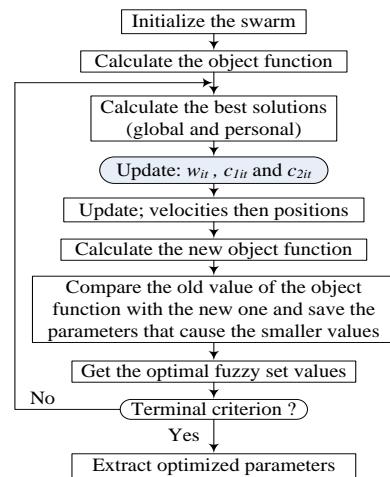 Initialize the swarm
Calculate the object function
Calculate the best solutions
(global and personal)
Update: w_it , c_1it and c_2it
Update; velocities then positions
Calculate the new object function
Compare the old value of the object
function with the new one and save the
parameters that cause the smaller values
Get the optimal fuzzy set values
No
Terminal criterion ?
Yes
Extract optimized parameters